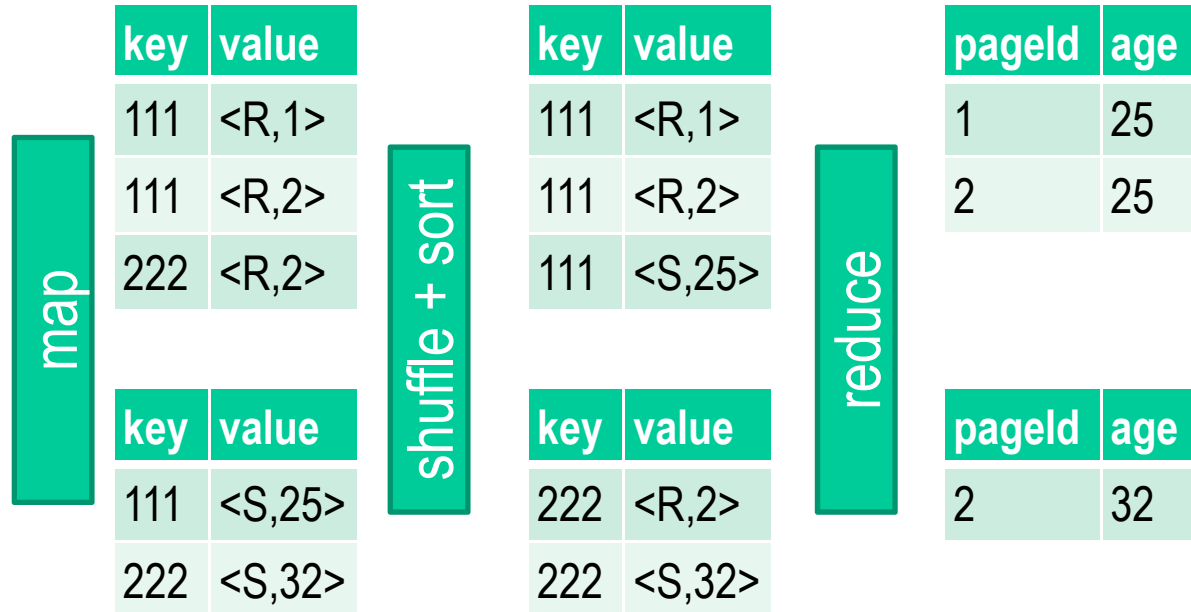 map
key value
111 <R,1>
111 <R,2>
222 <R,2>
key value
111 <S,25>
222 <S,32>
shuffle + sort
key value
111 <R,1>
111 <R,2>
111 <S,25>
key value
222 <R,2>
222 <S,32>
reduce
pageId age
1 25
2 25
pageId age
2 32